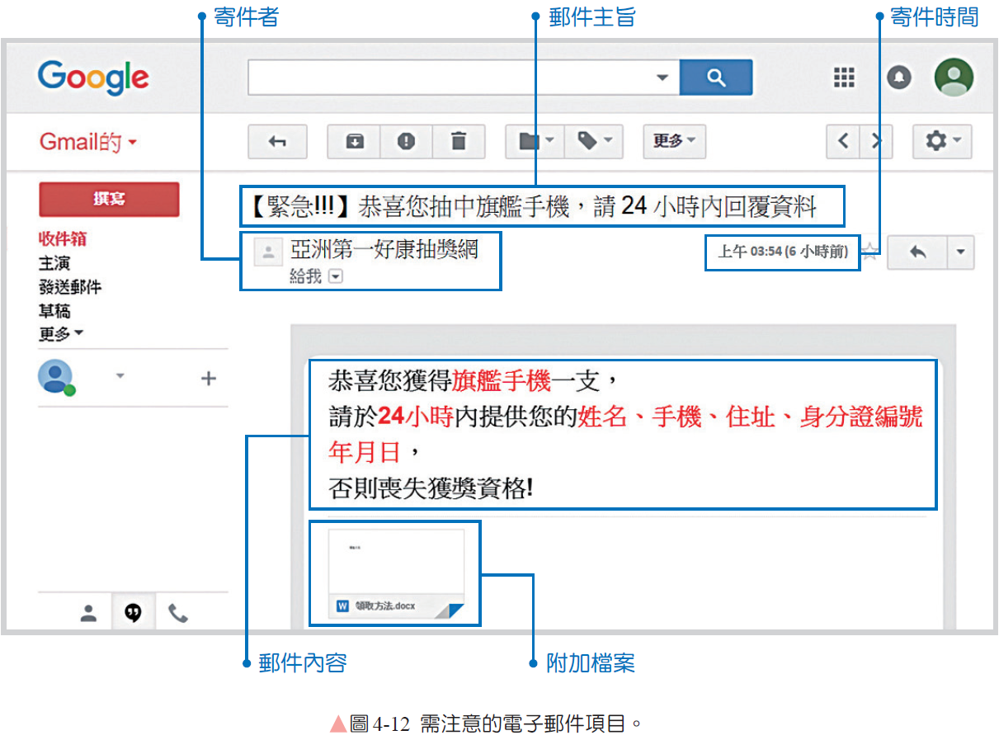 寄件者
郵件主旨
寄件時間
Google
Gmail的
更多
撰寫
【緊急!!!】恭喜您抽中旗艦手機，請 24 小時內回覆資料
收件箱
主演
發送郵件
草稿
更多
亞洲第一好康抽獎網
給我
上午 03:54 (6 小時前)
恭喜您獲得旗艦手機一支，
請於24小時內提供您的姓名、手機、住址、身分證編號
年月日，
否則喪失獲獎資格!
W 領取方法.docx
郵件內容
附加檔案
▲圖 4-12 需注意的電子郵件項目。